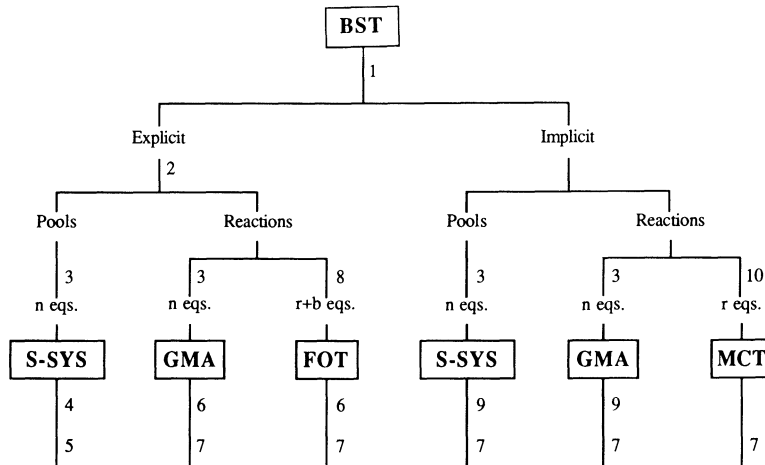 BST
1
Explicit Implicit
2
Pools Reactions Pools Reactions
3 3 8 3 3 10
n eqs. n eqs. r+b eqs. n eqs. n eqs. r eqs.
S-SYS GMA FOT S-SYS GMA MCT
4 6 6 9 9
5 7 7 7 7 7